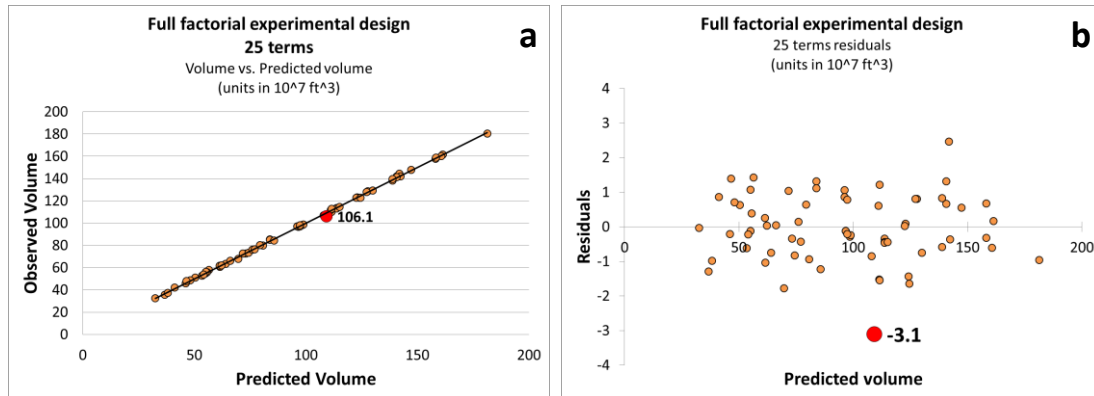 Full factorial experimental design
25 terms
a
Volume vs. Predicted volume
(units in 10^7 ft^3)
Observed Volume
200
180
160
140
120
100
80
60
40
20
0
106.1
0
50
100
150
200
Predicted Volume
Full factorial experimental design
b
25 terms residuals
(units in 10^7 ft^3)
Residuals
4
3
2
1
0
-1
-2
-3
-4
0
50
100
150
200
-3.1
Predicted volume